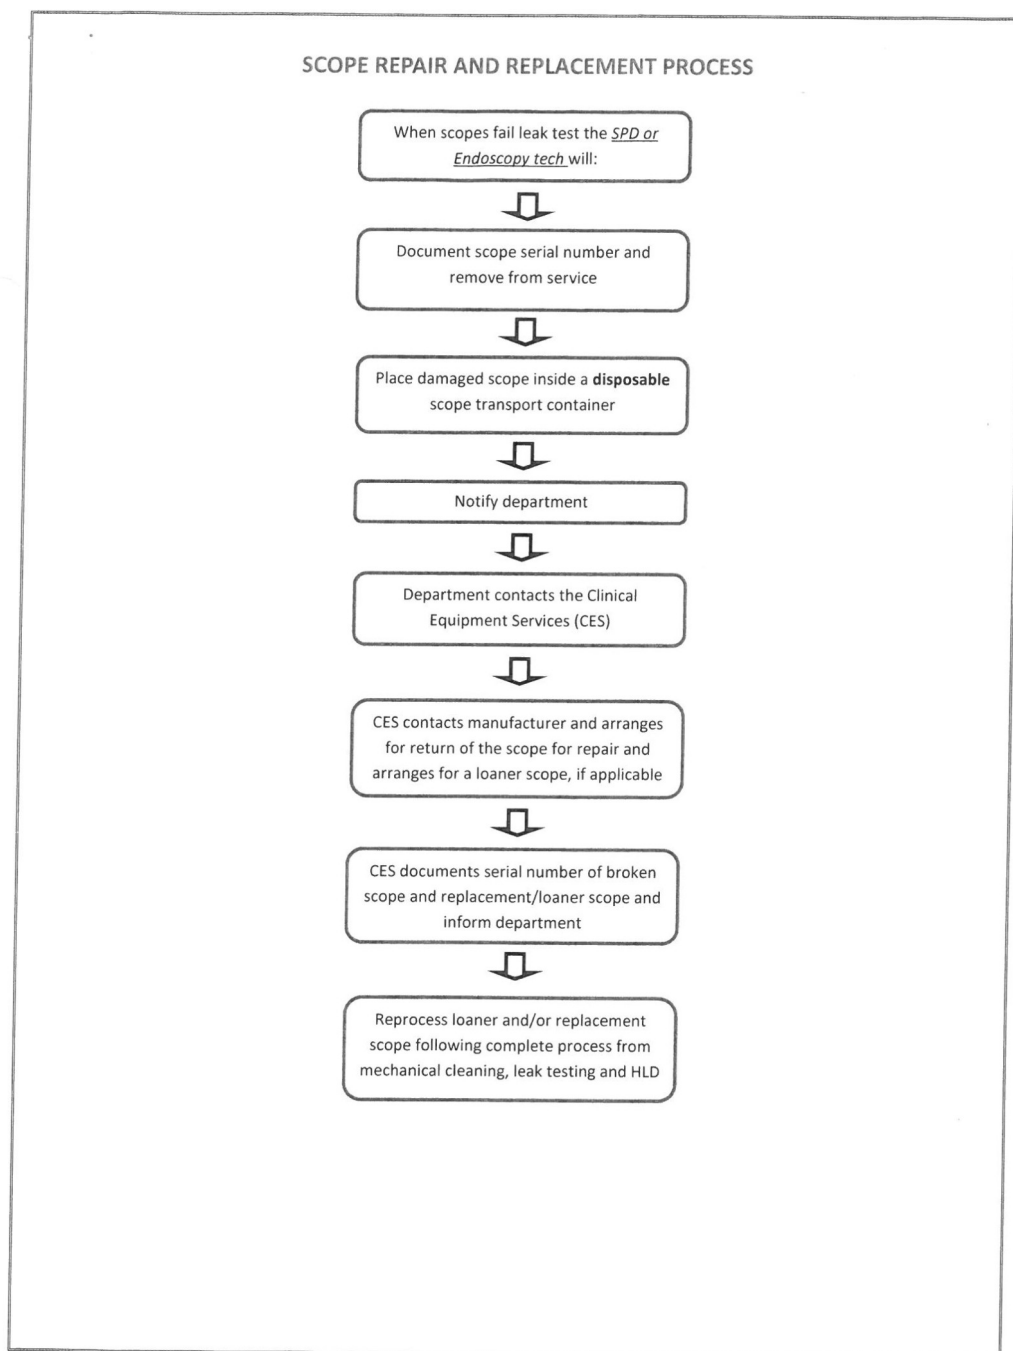 SCOPE REPAIR AND REPLACEMENT PROCESS
When scopes fail leak test the SPD or
Endoscopy tech will:
Document scope serial number and
remove from service
Place damaged scope inside a disposable
scope transport container
Notify department
Department contacts the Clinical
Equipment Services (CES)
CES contacts manufacturer and arranges
for return of the scope for repair and
arranges for a loaner scope, if applicable
CES documents serial number of broken
scope and replacement/loaner scope and
inform department
Reprocess loaner and/or replacement
scope following complete process from
mechanical cleaning, leak testing and HLD